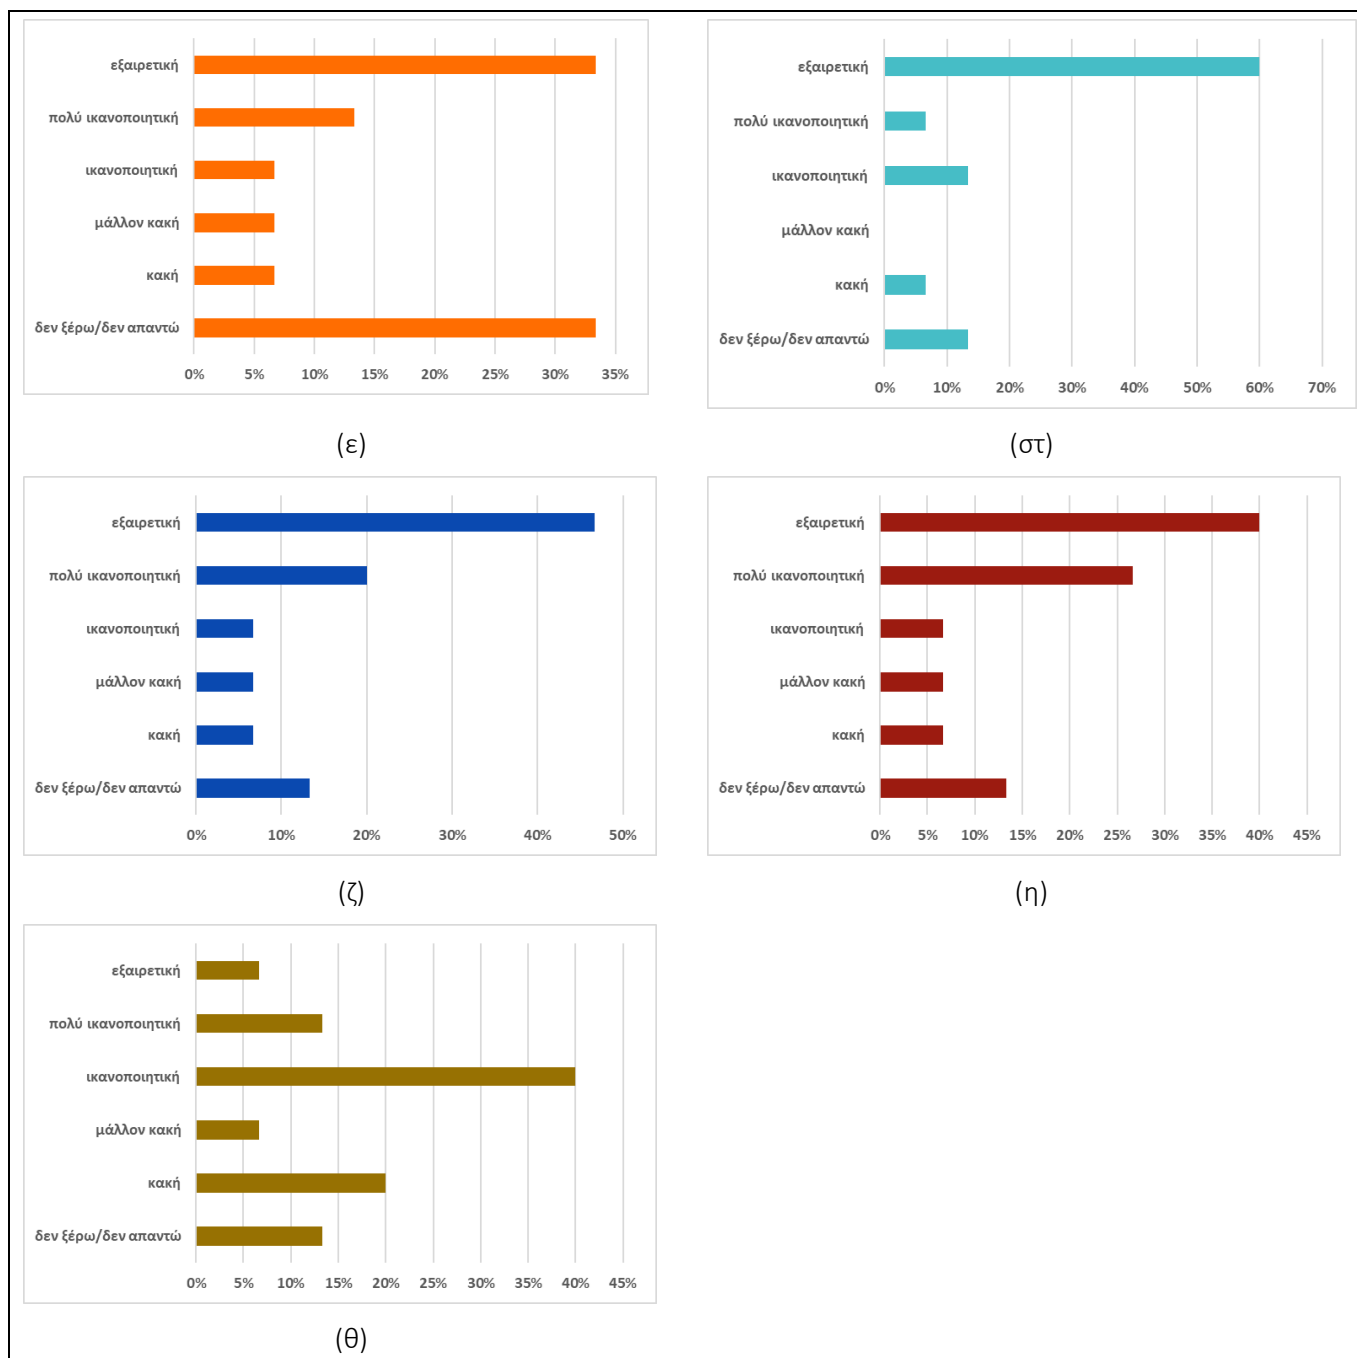 εξαιρετική
πολύ ικανοποιητική
ικανοποιητική
μάλλον κακή
κακή
δεν ξέρω/δεν απαντώ
0% 5% 10% 15% 20% 25% 30% 35%
(ε)
εξαιρετική
πολύ ικανοποιητική
ικανοποιητική
μάλλον κακή
κακή
δεν ξέρω/δεν απαντώ
0% 10% 20% 30% 40% 50% 60% 70%
(στ)
εξαιρετική
πολύ ικανοποιητική
ικανοποιητική
μάλλον κακή
κακή
δεν ξέρω/δεν απαντώ
0% 10% 20% 30% 40% 50%
(ζ)
εξαιρετική
πολύ ικανοποιητική
ικανοποιητική
μάλλον κακή
κακή
δεν ξέρω/δεν απαντώ
0% 5% 10% 15% 20% 25% 30% 35% 40% 45%
(η)
εξαιρετική
πολύ ικανοποιητική
ικανοποιητική
μάλλον κακή
κακή
δεν ξέρω/δεν απαντώ
0% 5% 10% 15% 20% 25% 30% 35% 40% 45%
(θ)